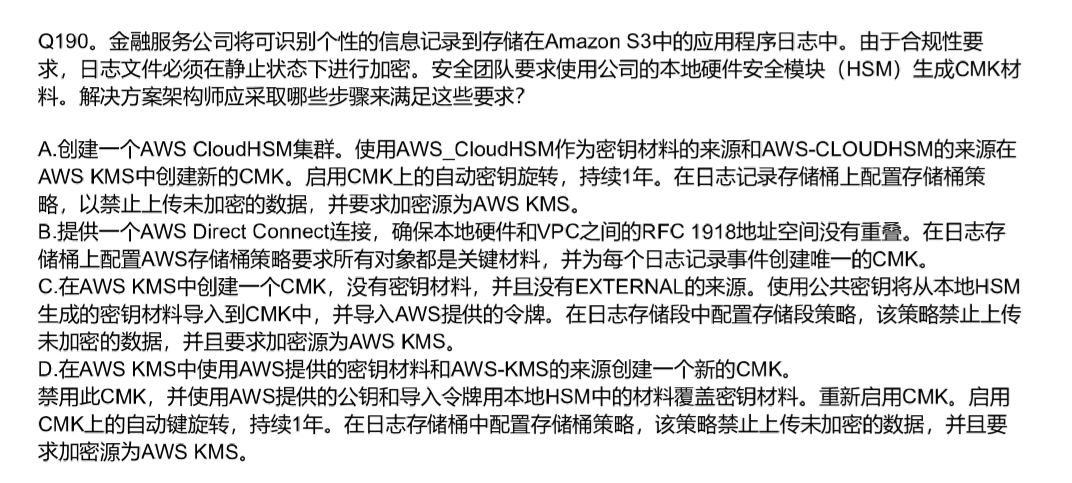 Q190。金融服务公司将可识别个性的信息记录到存储在Amazon S3中的应用程序日志中。由于合规性要
求，日志文件必须在静止状态下进行加密。安全团队要求使用公司的本地硬件安全模块（HSM）生成CMK材
料。解决方案架构师应采取哪些步骤来满足这些要求？
A.创建一个AWS CloudHSM集群。使用AWS_CloudHSM作为密钥材料的来源和AWS-CLOUDHSM的来源在
AWS KMS中创建新的CMK。启用CMK上的自动密钥旋转，持续1年。在日志记录存储桶上配置存储桶策
略，以禁止上传未加密的数据，并要求加密源为AWS KMS。
B.提供一个AWS Direct Connect连接，确保本地硬件和VPC之间的RFC 1918地址空间没有重叠。在日志存
储桶上配置AWS存储桶策略要求所有对象都是关键材料，并为每个日志记录事件创建唯一的CMK。
C.在AWS KMS中创建一个CMK，没有密钥材料，并且没有EXTERNAL的来源。使用公共密钥将从本地HSM
生成的密钥材料导入到CMK中，并导入AWS提供的令牌。在日志存储段中配置存储段策略，该策略禁止上传
未加密的数据，并且要求加密源为AWS KMS。
D.在AWS KMS中使用AWS提供的密钥材料和AWS-KMS的来源创建一个新的CMK。
禁用此CMK，并使用AWS提供的公钥和导入令牌用本地HSM中的材料覆盖密钥材料。重新启用CMK。启用
CMK上的自动键旋转，持续1年。在日志存储桶中配置存储桶策略，该策略禁止上传未加密的数据，并且要
求加密源为AWS KMS。